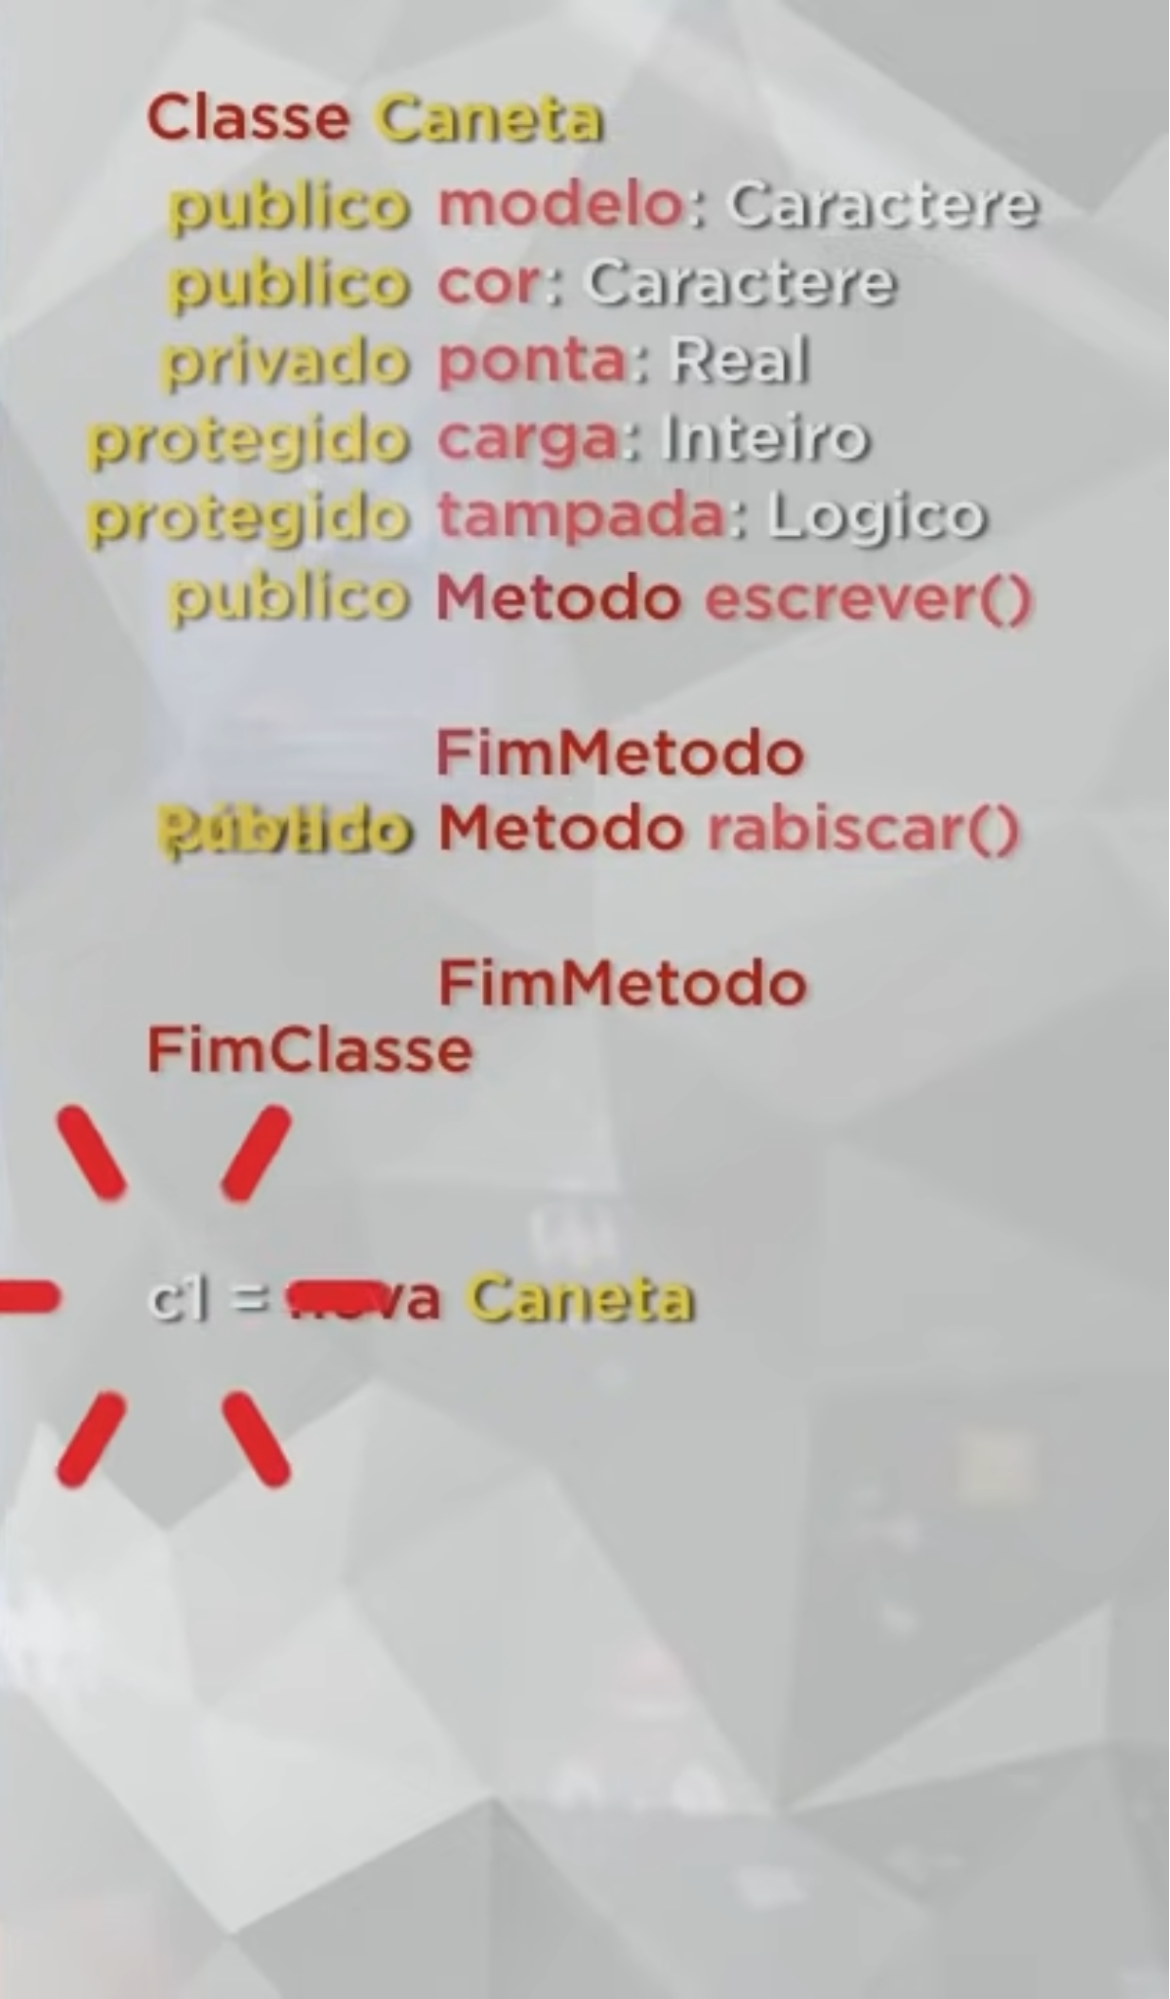 Classe Caneta
publico modelo: Caractere
publico cor: Caractere
privado ponta: Real
protegido carga: Inteiro
protegido tampada: Logico
publico Metodo escrever()
FimMetodo
Metodo rabiscar()
FimMetodo
FimClasse
c1 = nova Caneta